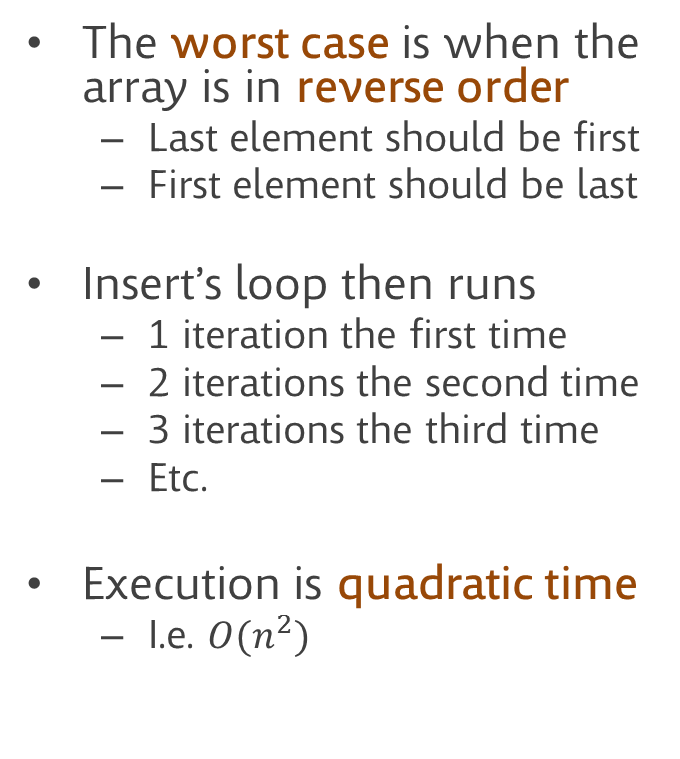 • The worst case is when the
array is in reverse order
– Last element should be first
– First element should be last
• Insert’s loop then runs
– 1 iteration the first time
– 2 iterations the second time
– 3 iterations the third time
– Etc.
• Execution is quadratic time
– I.e. O(n²)